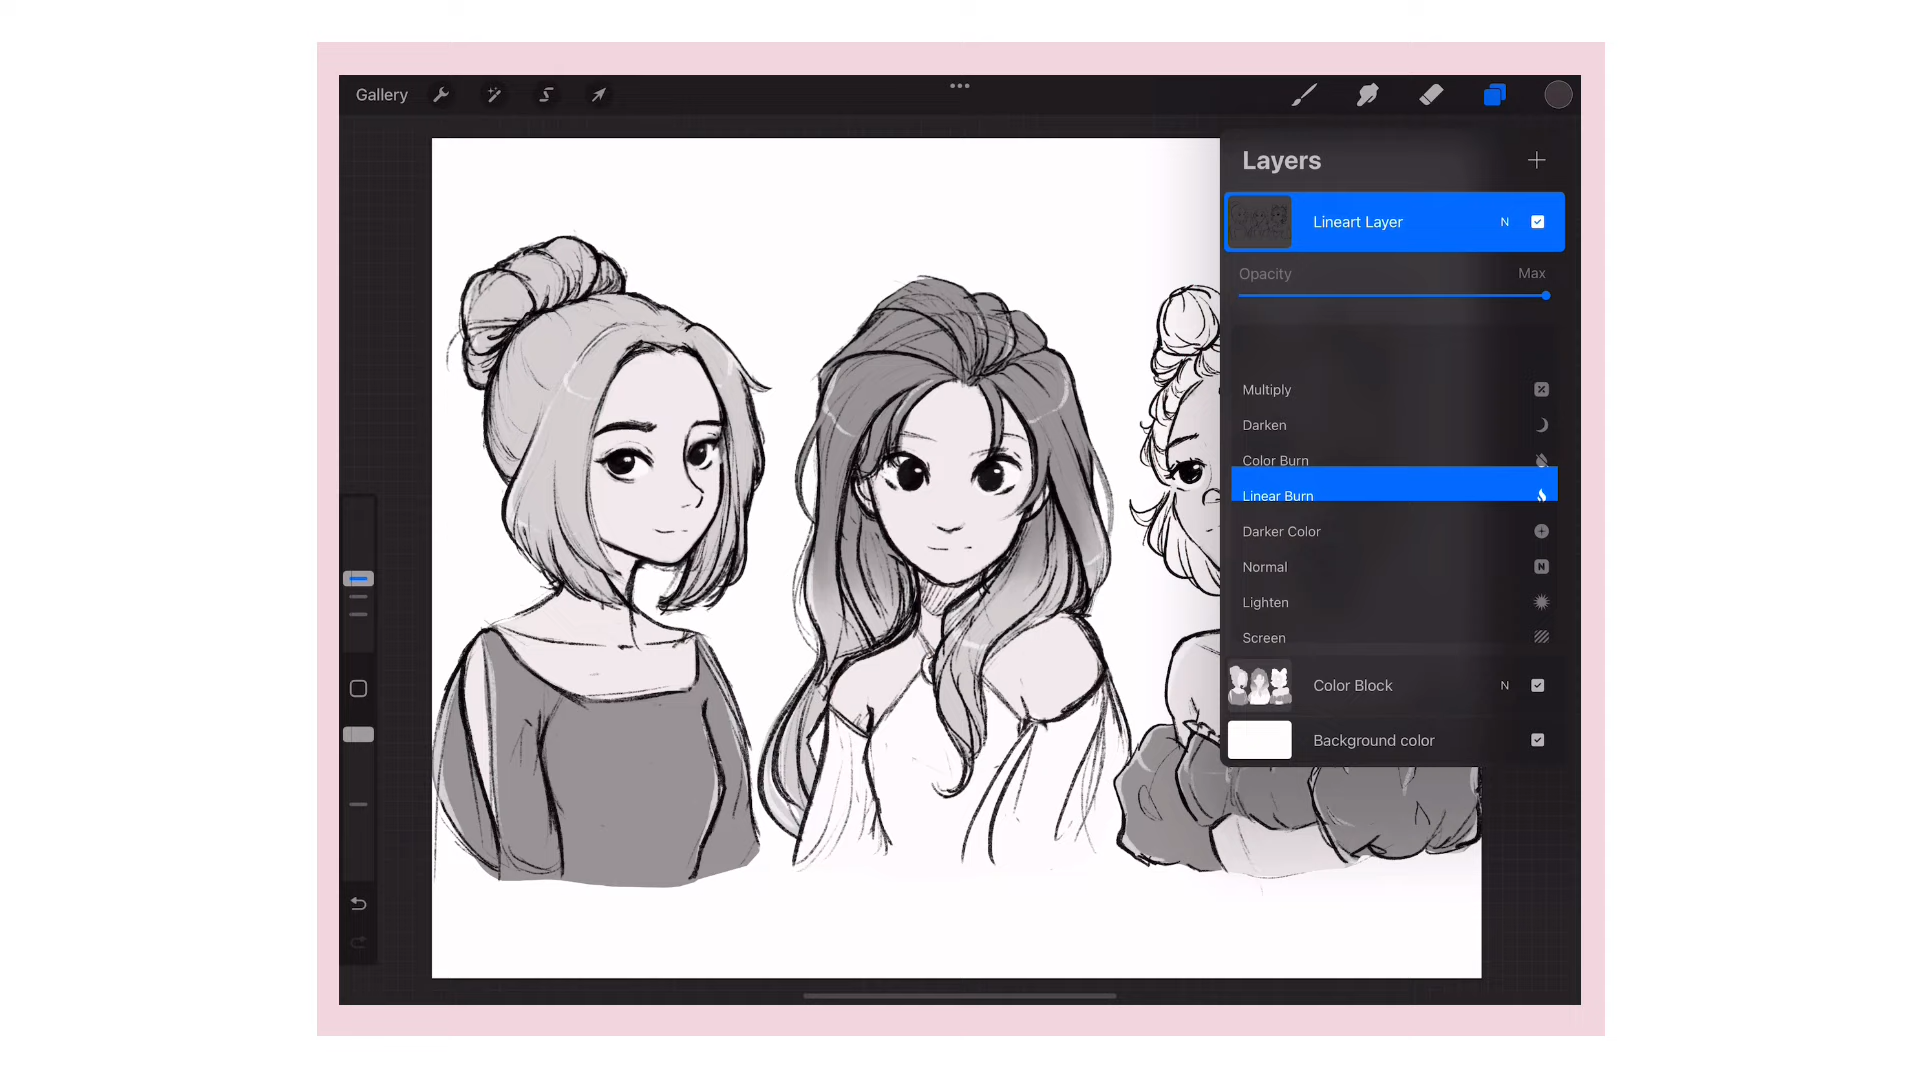 Gallery
Layers
Lineart Layer N
Opacity Max
Multiply
Darken
Color Burn
Linear Burn
Darker Color
Normal N
Lighten
Screen
Color Block N
Background color